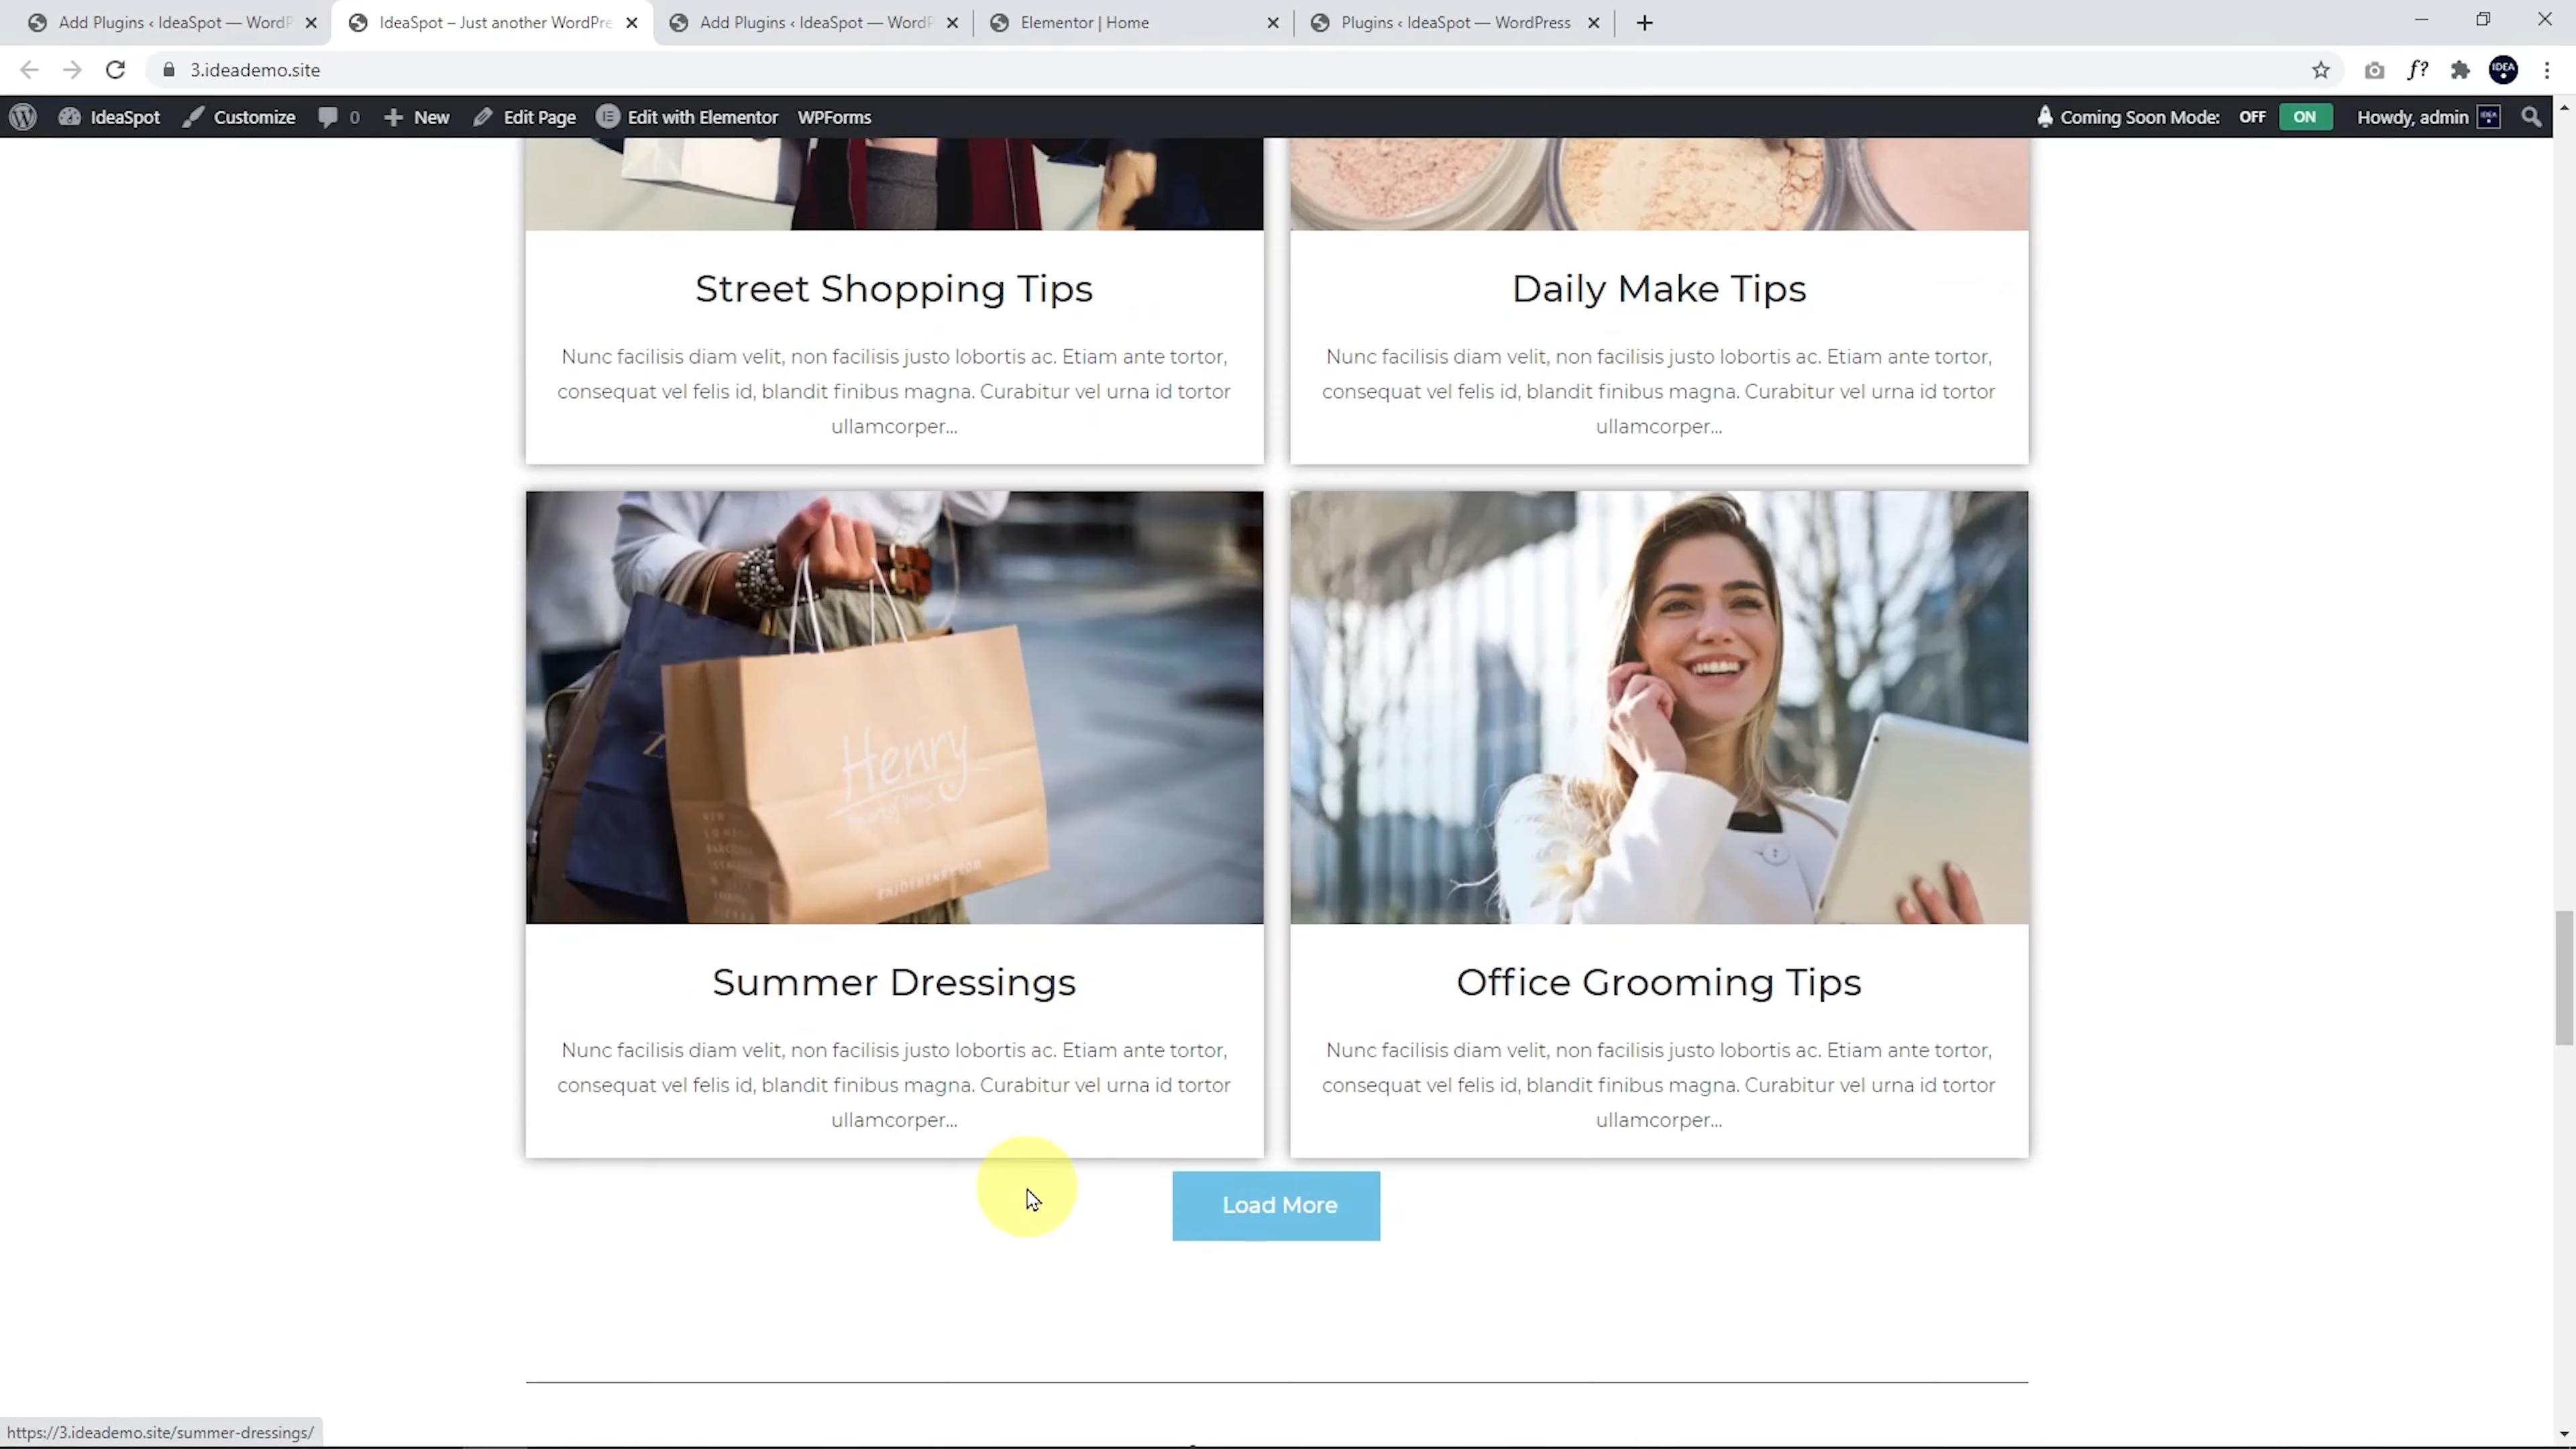 Add Plugins ‹ IdeaSpot — WordP
IdeaSpot – Just another WordPre
Add Plugins ‹ IdeaSpot — WordP
Elementor | Home
Plugins ‹ IdeaSpot — WordPress
3.ideademo.site
f?
IDEA
IdeaSpot
Customize
0
New
Edit Page
Edit with Elementor
WPForms
Coming Soon Mode:
OFF
ON
Howdy, admin
Street Shopping Tips
Nunc facilisis diam velit, non facilisis justo lobortis ac. Etiam ante tortor,
consequat vel felis id, blandit finibus magna. Curabitur vel urna id tortor
ullamcorper...
Daily Make Tips
Nunc facilisis diam velit, non facilisis justo lobortis ac. Etiam ante tortor,
consequat vel felis id, blandit finibus magna. Curabitur vel urna id tortor
ullamcorper...
Henry
Summer Dressings
Nunc facilisis diam velit, non facilisis justo lobortis ac. Etiam ante tortor,
consequat vel felis id, blandit finibus magna. Curabitur vel urna id tortor
ullamcorper...
Office Grooming Tips
Nunc facilisis diam velit, non facilisis justo lobortis ac. Etiam ante tortor,
consequat vel felis id, blandit finibus magna. Curabitur vel urna id tortor
ullamcorper...
Load More
https://3.ideademo.site/summer-dressings/